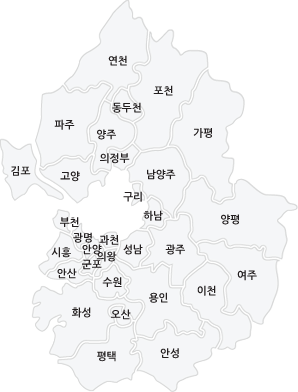 연천
포천
동두천
파주
양주
가평
의정부
김포
고양
남양주
구리
하남
양평
부천
광명
과천
시흥
안양
의왕
성남
광주
군포
안산
수원
여주
이천
용인
화성
오산
평택
안성